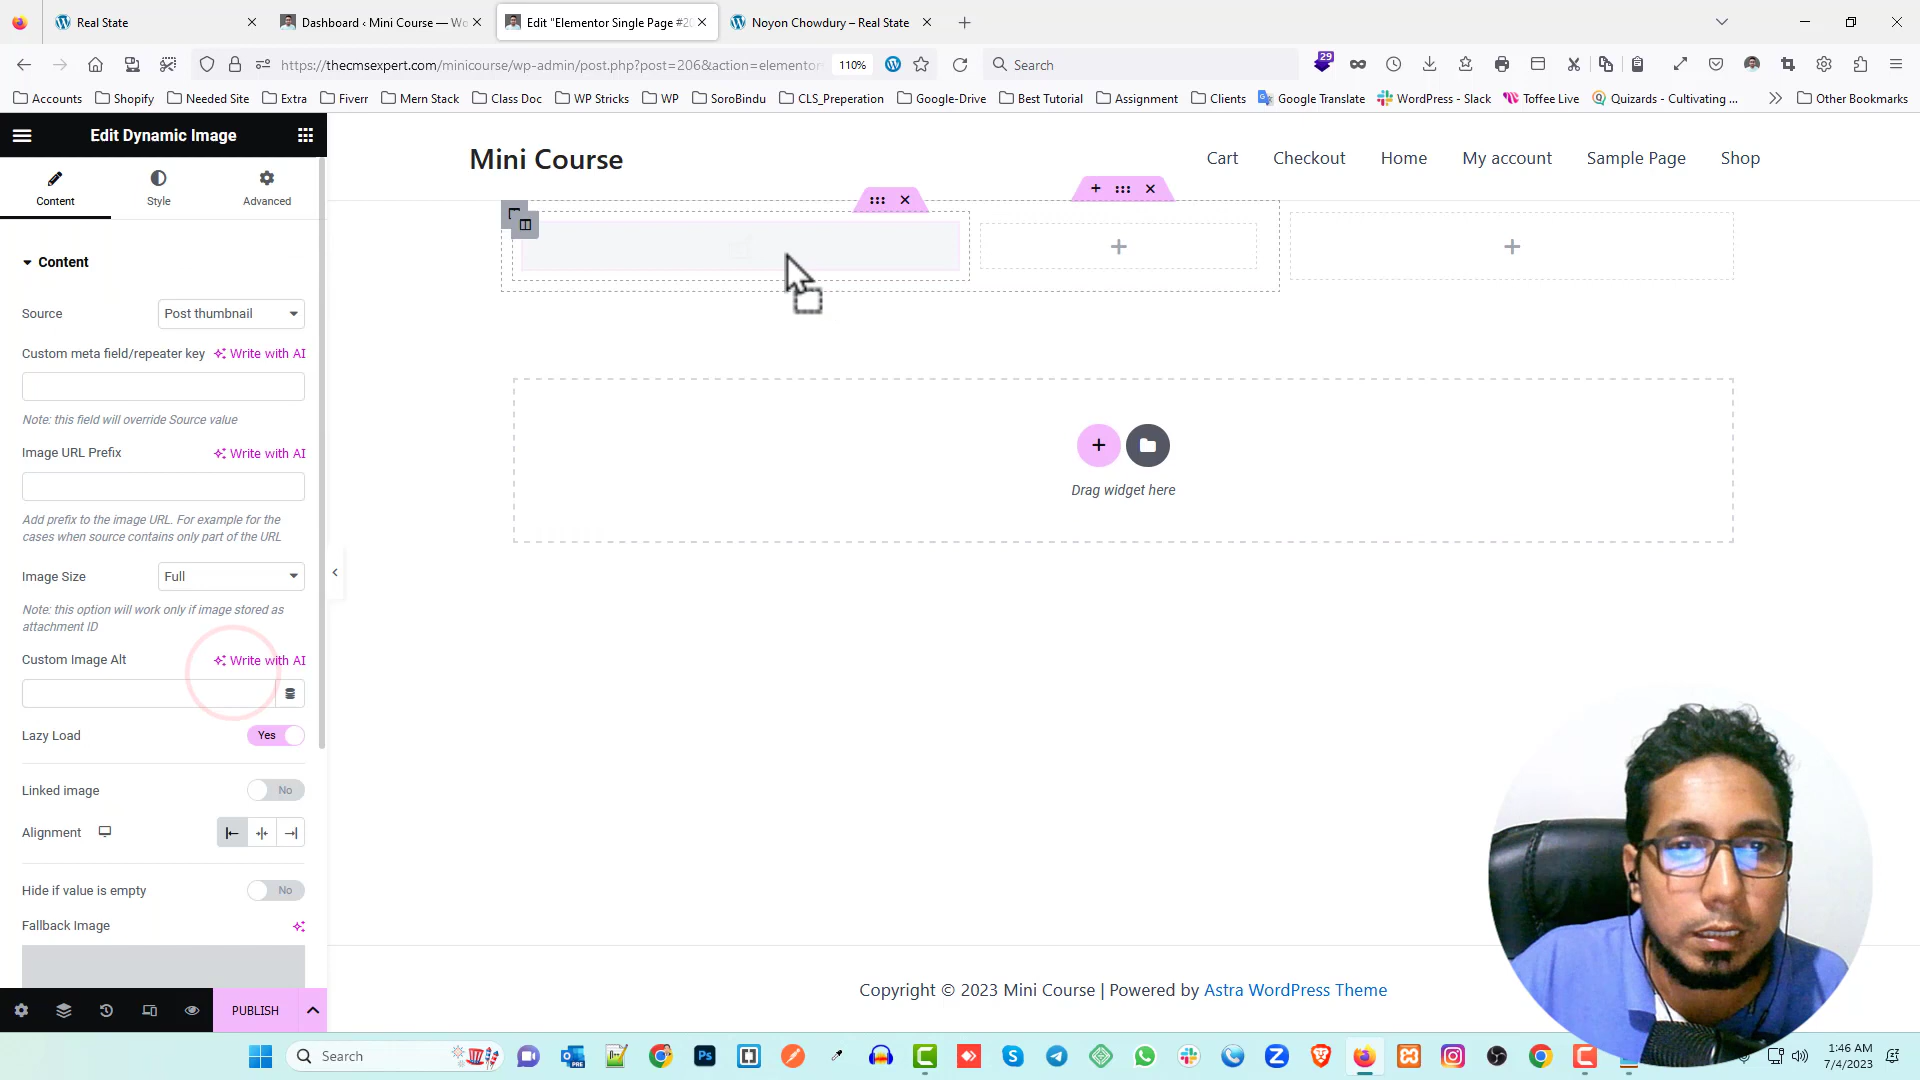 Real State
Dashboard ‹ Mini Course — Wo
Edit "Elementor Single Page #20
Noyon Chowdury – Real State
https://thecmsexpert.com/minicourse/wp-admin/post.php?post=206&action=elementor
110%
Search
29
Accounts
Shopify
Needed Site
Extra
Fiverr
Mern Stack
Class Doc
WP Stricks
WP
SoroBindu
CLS_Preperation
Google-Drive
Best Tutorial
Assignment
Clients
Google Translate
WordPress - Slack
Toffee Live
Quizards - Cultivating ...
Other Bookmarks
Edit Dynamic Image
Content
Style
Advanced
Content
Source
Post thumbnail
Custom meta field/repeater key
Write with AI
Note: this field will override Source value
Image URL Prefix
Write with AI
Add prefix to the image URL. For example for the
cases when source contains only part of the URL
Image Size
Full
Note: this option will work only if image stored as
attachment ID
Custom Image Alt
Write with AI
Lazy Load
Yes
Linked image
No
Alignment
Hide if value is empty
No
Fallback Image
PUBLISH
Mini Course
Cart
Checkout
Home
My account
Sample Page
Shop
Drag widget here
Copyright © 2023 Mini Course | Powered by Astra WordPress Theme
Search
1:46 AM
7/4/2023